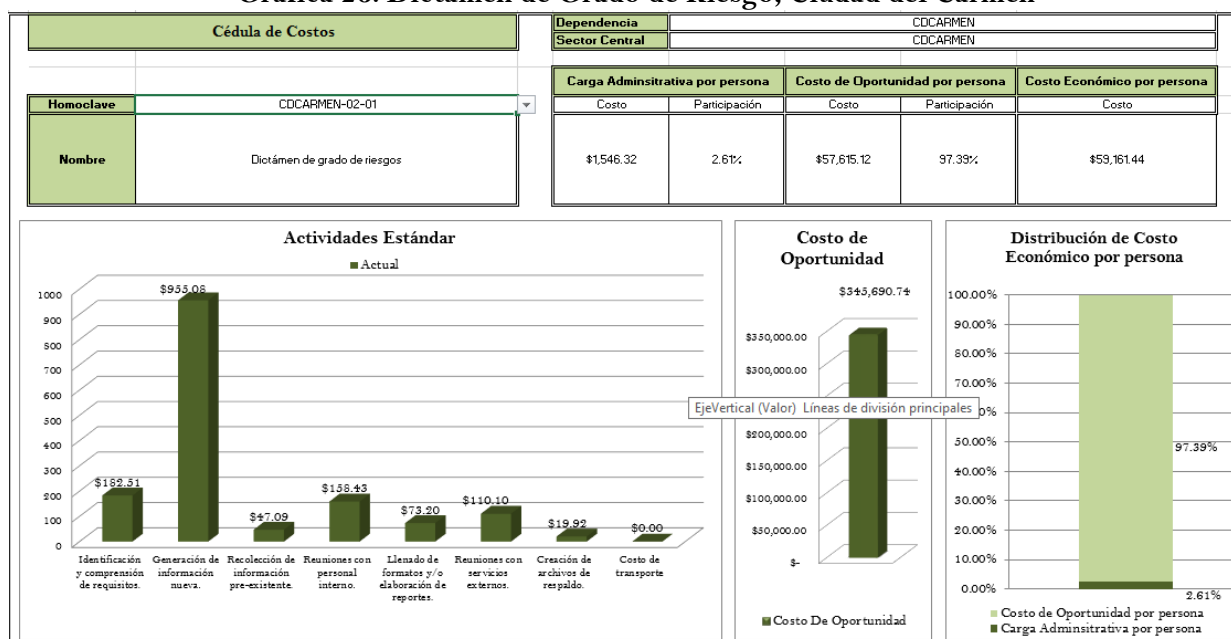 Gráfica 26. Dictamen de Grado de Riesgo, Ciudad del Carmen
Cédula de Costos
Dependencia CDCARMEN
Sector Central CDCARMEN
Carga Adminsitrativa por persona Costo de Oportunidad por persona Costo Económico por persona
Homoclave CDCARMEN-02-01 Costo Participación Costo Participación Costo
Nombre Dictámen de grado de riesgos $1,546.32 2.61% $57,615.12 97.39% $59,161.44
Actividades Estándar
Actual
1000
900
800
700
600
500
400
300
200
100
0
$182.51
$955.08
$47.09
$158.43
$73.20
$110.10
$19.92
$0.00
Identificación y comprensión de requisitos.
Generación de información nueva.
Recolección de información pre-existente.
Reuniones con personal interno.
Llenado de formatos y/o elaboración de reportes.
Reuniones con servicios externos.
Creación de archivos de respaldo.
Costo de transporte
Costo de
Oportunidad
$345,690.74
$350,000.00
$300,000.00
EjeVertical (Valor) Líneas de división principales
$200,000.00
$150,000.00
$100,000.00
$50,000.00
$-
Costo De Oportunidad
Distribución de Costo
Económico por persona
100.00%
90.00%
80.00%
70.00%
50.00%
40.00%
30.00%
20.00%
10.00%
0.00%
97.39%
2.61%
Costo de Oportunidad por persona
Carga Adminsitrativa por persona